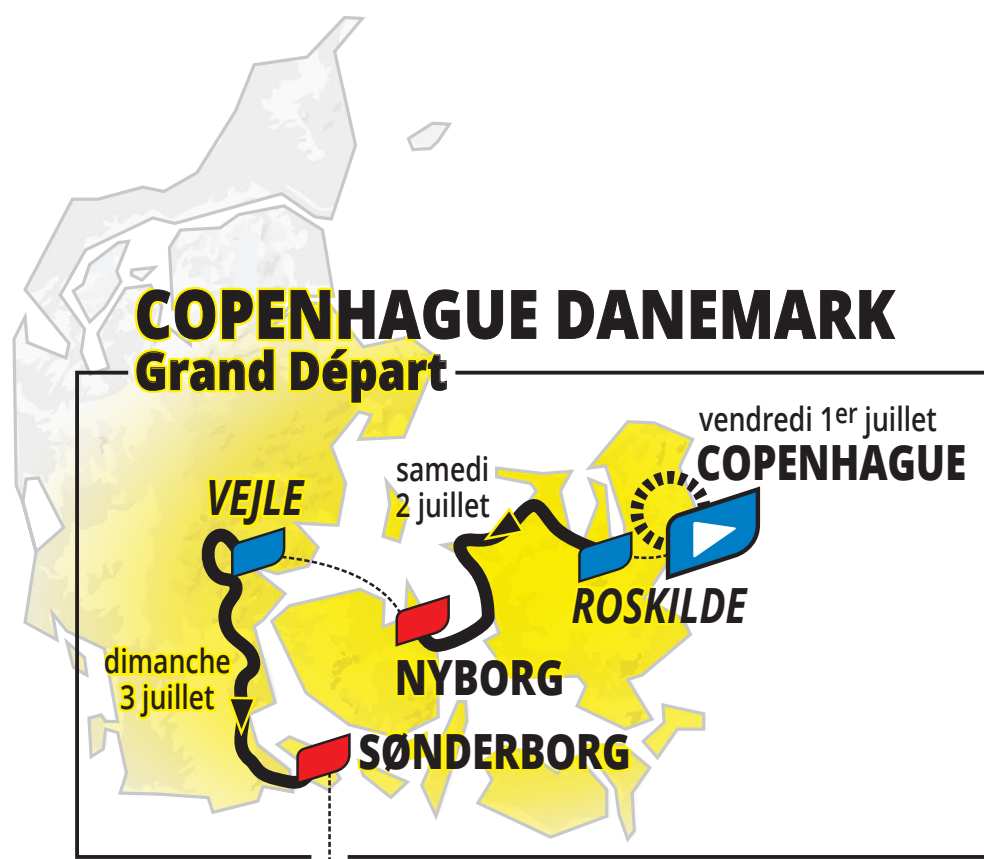 COPENHAGUE DANEMARK
Grand Départ
vendredi 1er juillet
COPENHAGUE
samedi
2 juillet
VEJLE
ROSKILDE
dimanche
3 juillet
NYBORG
SØNDERBORG